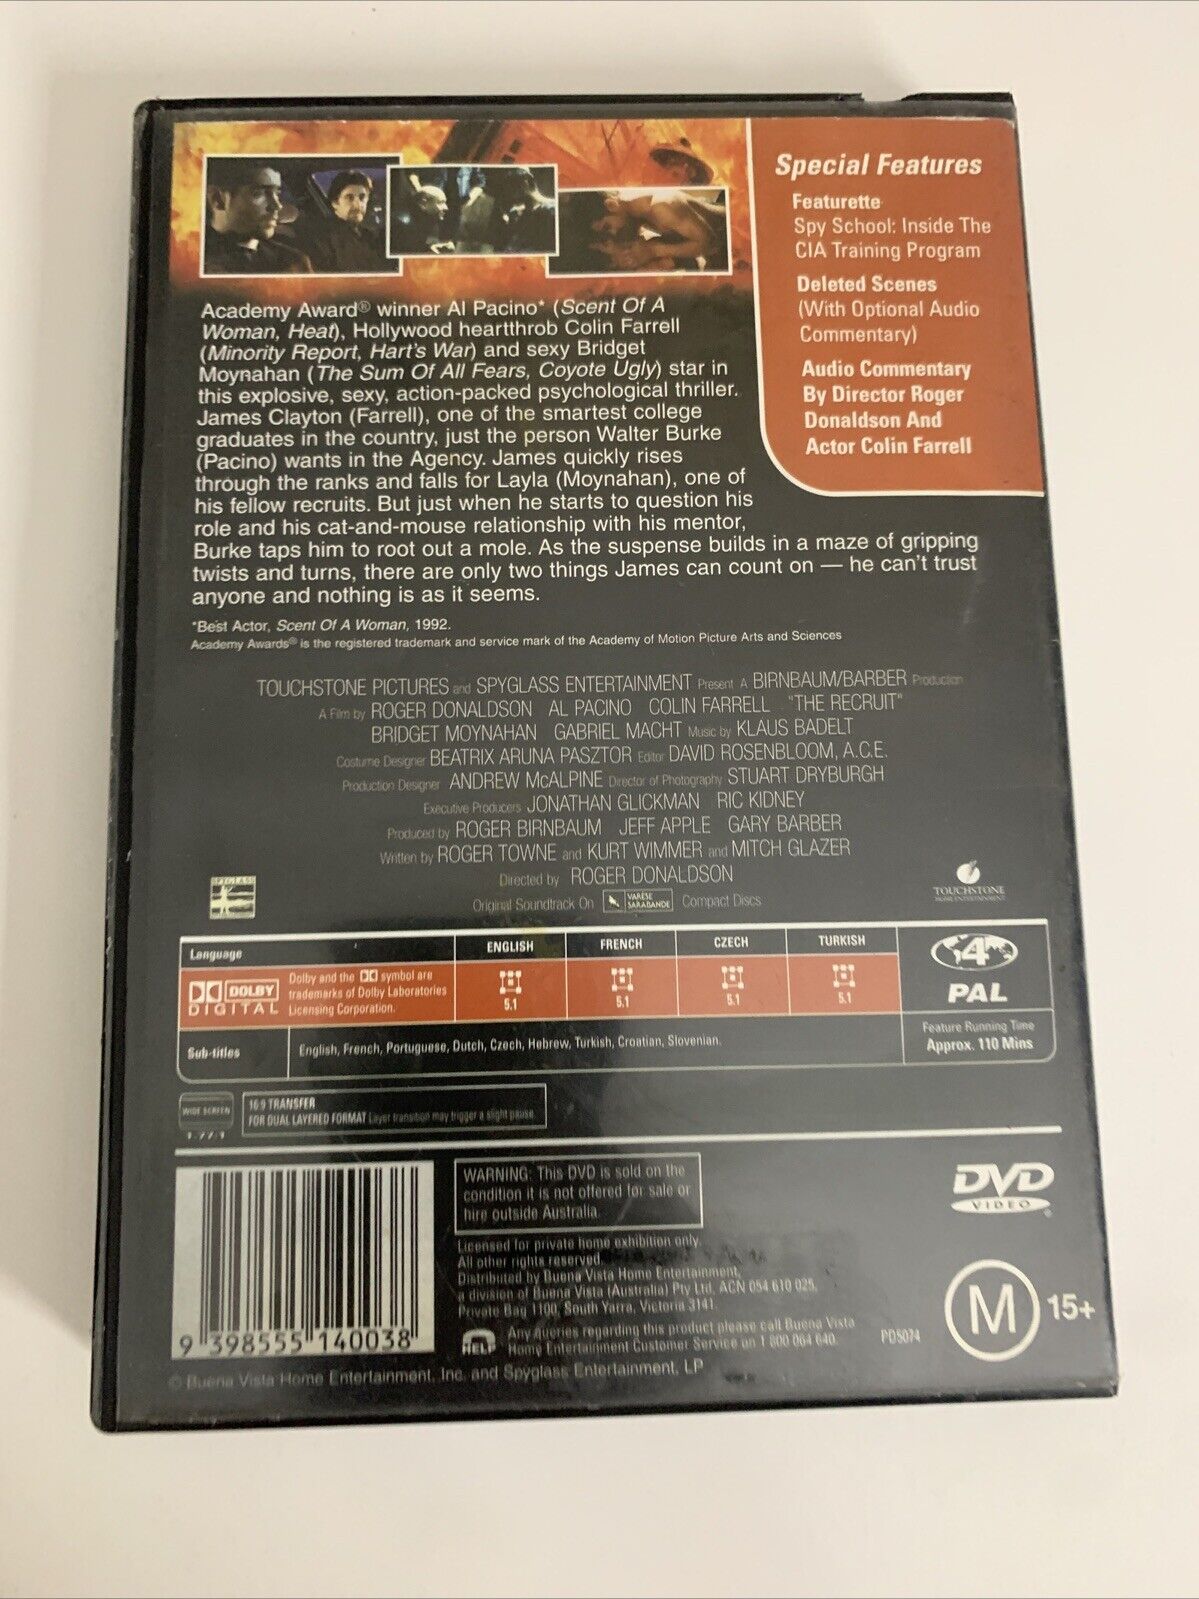 Special Features
Featurette
Spy School: Inside The
CIA Training Program
Deleted Scenes
(With Optional Audio
Commentary)
Audio Commentary
By Director Roger
Donaldson And
Actor Colin Farrell
Academy Award® winner Al Pacino* (Scent Of A
Woman, Heat), Hollywood heartthrob Colin Farrell
(Minority Report, Hart's War) and sexy Bridget
Moynahan (The Sum Of All Fears, Coyote Ugly) star in
this explosive, sexy, action-packed psychological thriller.
James Clayton (Farrell), one of the smartest college
graduates in the country, just the person Walter Burke
(Pacino) wants in the Agency. James quickly rises
through the ranks and falls for Layla (Moynahan), one of
his fellow recruits. But just when he starts to question his
role and his cat-and-mouse relationship with his mentor,
Burke taps him to root out a mole. As the suspense builds in a maze of gripping
twists and turns, there are only two things James can count on — he can't trust
anyone and nothing is as it seems.
*Best Actor, Scent Of A Woman, 1992.
Academy Awards® is the registered trademark and service mark of the Academy of Motion Picture Arts and Sciences
TOUCHSTONE PICTURES and SPYGLASS ENTERTAINMENT Present A BIRNBAUM/BARBER Production
A Film by ROGER DONALDSON AL PACINO COLIN FARRELL "THE RECRUIT"
BRIDGET MOYNAHAN GABRIEL MACHT Music by KLAUS BADELT
Costume Designer BEATRIX ARUNA PASZTOR Editor DAVID ROSENBLOOM, A.C.E.
Production Designer ANDREW McALPINE Director of Photography STUART DRYBURGH
Executive Producers JONATHAN GLICKMAN RIC KIDNEY
Produced by ROGER BIRNBAUM JEFF APPLE GARY BARBER
Written by ROGER TOWNE and KURT WIMMER and MITCH GLAZER
Directed by ROGER DONALDSON
Original Soundtrack On VARÈSE SARABANDE Compact Discs
SPYGLASS
TOUCHSTONE
HOME ENTERTAINMENT
Language ENGLISH FRENCH CZECH TURKISH
DOLBY
DIGITAL
Dolby and the symbol are
trademarks of Dolby Laboratories
Licensing Corporation.
5.1 5.1 5.1 5.1
4
PAL
Sub-titles English, French, Portuguese, Dutch, Czech, Hebrew, Turkish, Croatian, Slovenian.
Feature Running Time
Approx. 110 Mins
WIDE SCREEN
1.77:1
16:9 TRANSFER
FOR DUAL LAYERED FORMAT Layer transition may trigger a slight pause.
WARNING: This DVD is sold on the
condition it is not offered for sale or
hire outside Australia.
Licensed for private home exhibition only.
All other rights reserved.
Distributed by Buena Vista Home Entertainment,
a division of Buena Vista (Australia) Pty Ltd. ACN 054 610 025.
Private Bag 1100, South Yarra, Victoria 3141.
HELP
Any queries regarding this product please call Buena Vista
Home Entertainment Customer Service on 1 800 064 640.
PD5074
DVD
VIDEO
M 15+
9 398555 140038
© Buena Vista Home Entertainment, Inc. and Spyglass Entertainment, LP